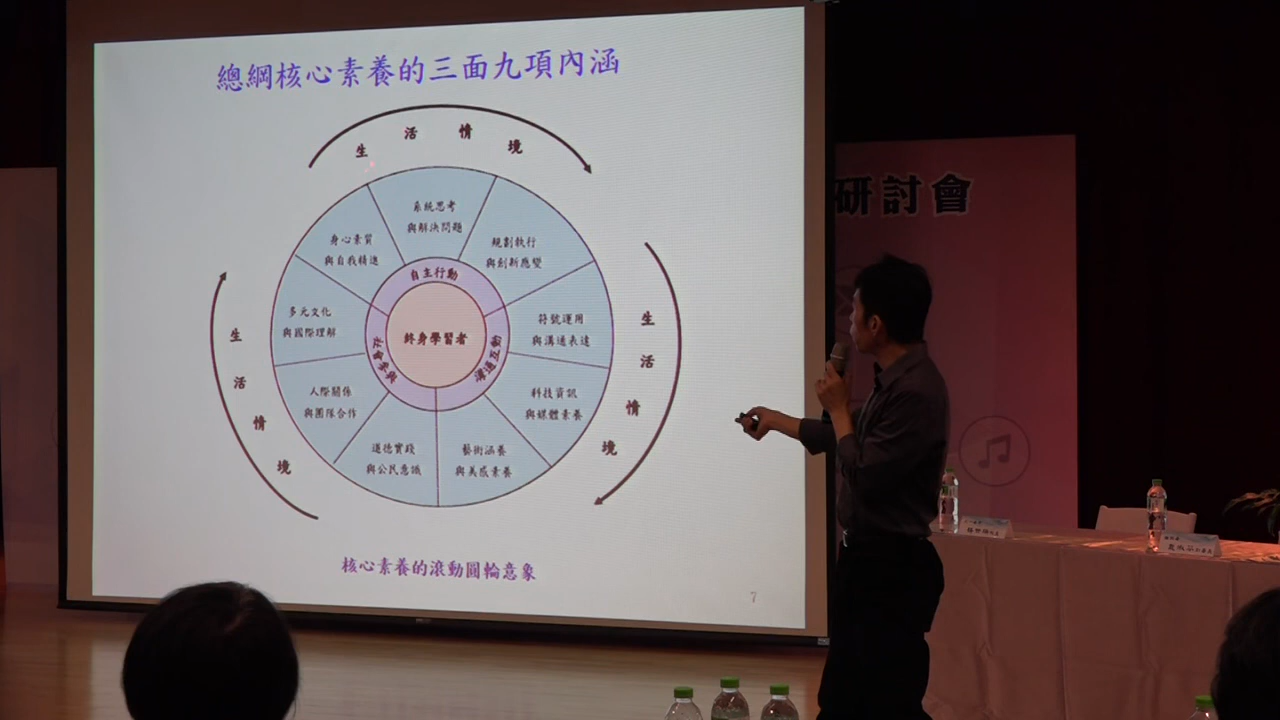 總綱核心素養的三面九項內涵
生活情境
系統思考
與解決問題
規劃執行
與創新應變
符號運用
與溝通表達
科技資訊
與媒體素養
藝術涵養
與美感素養
道德實踐
與公民意識
人際關係
與團隊合作
多元文化
與國際理解
身心素質
與自我精進
自主行動
溝通互動
社會參與
終身學習者
生活情境
生活情境
核心素養的滾動圓輪意象
7
研討會